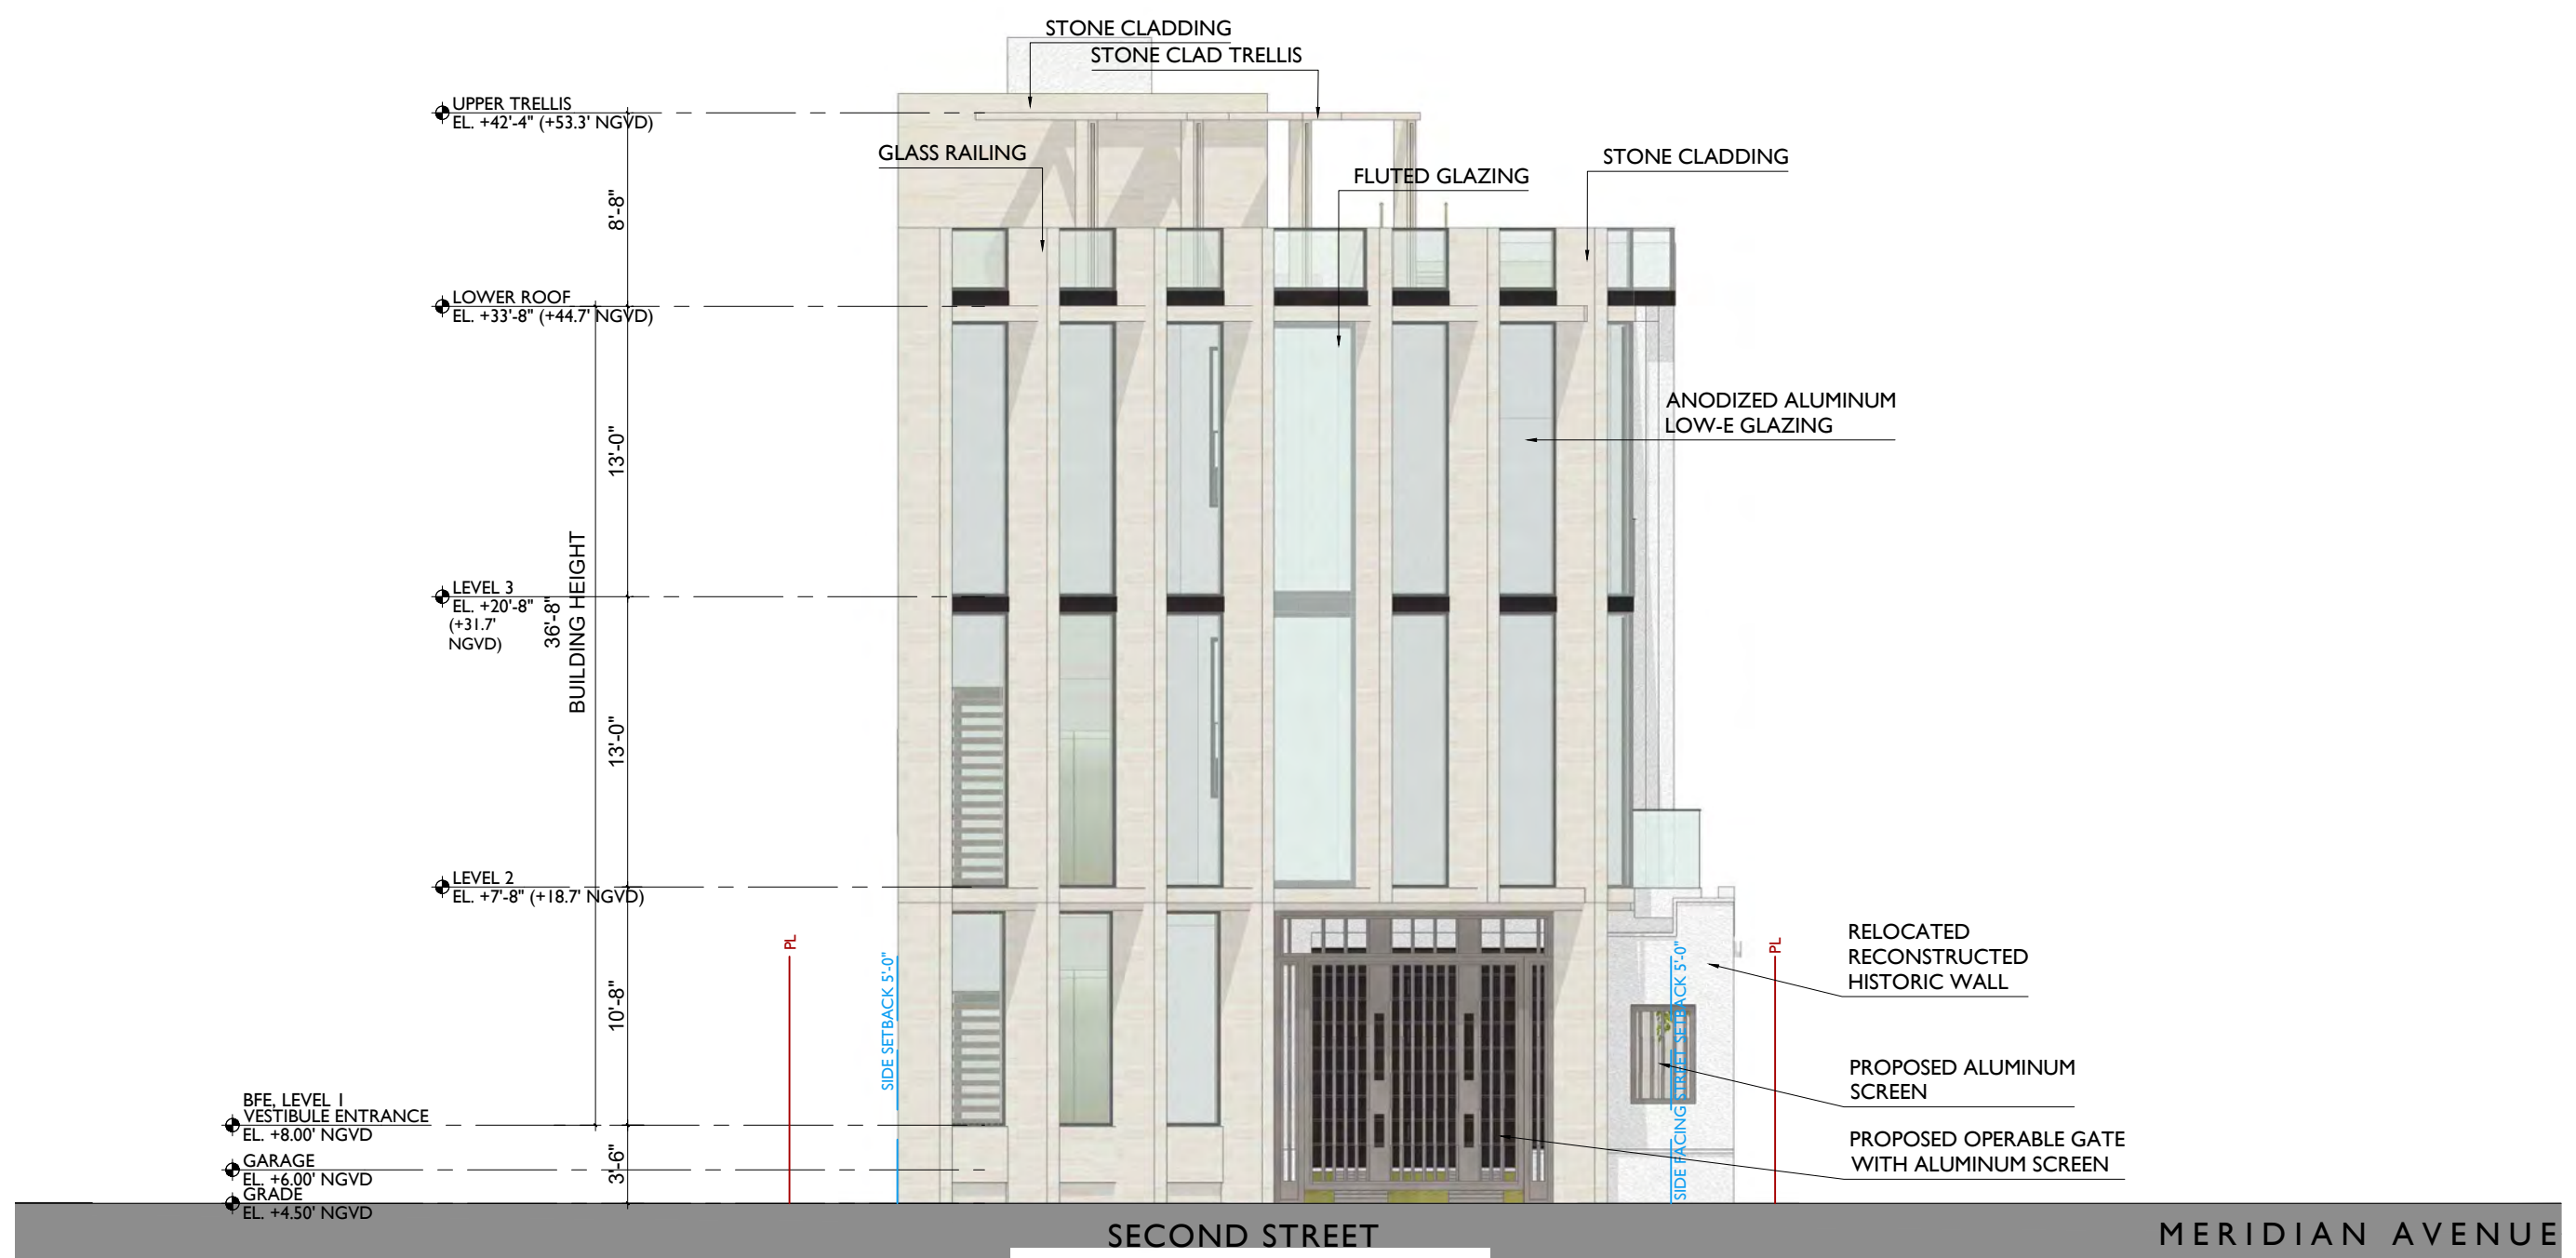 STONE CLADDING
STONE CLAD TRELLIS
UPPER TRELLIS
EL. +42'-4" (+53.3' NGVD)
GLASS RAILING
FLUTED GLAZING
STONE CLADDING
8'-8"
LOWER ROOF
EL. +33'-8" (+44.7' NGVD)
ANODIZED ALUMINUM
LOW-E GLAZING
13'-0"
LEVEL 3
EL. +20'-8"
(+31.7'
NGVD)
36'-8"
BUILDING HEIGHT
13'-0"
LEVEL 2
EL. +7'-8" (+18.7' NGVD)
PL
SIDE SETBACK 5'-0"
SIDE FACING STREET SETBACK 5'-0"
PL
RELOCATED
RECONSTRUCTED
HISTORIC WALL
10'-8"
PROPOSED ALUMINUM
SCREEN
BFE, LEVEL 1
VESTIBULE ENTRANCE
EL. +8.00' NGVD
PROPOSED OPERABLE GATE
WITH ALUMINUM SCREEN
GARAGE
EL. +6.00' NGVD
3'-6"
GRADE
EL. +4.50' NGVD
SECOND STREET
MERIDIAN AVENUE